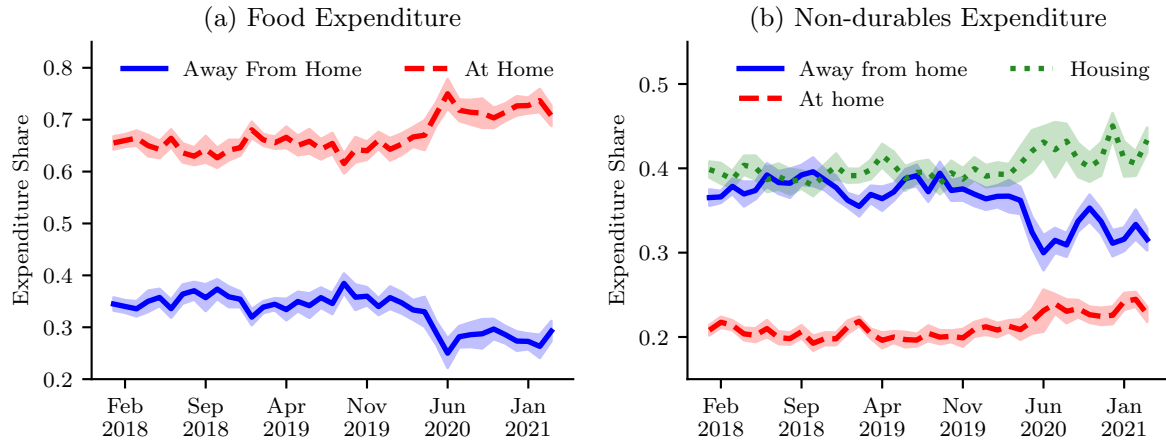 (a) Food Expenditure
Expenditure Share
0.8
0.7
0.6
0.5
0.4
0.3
0.2
Away From Home
At Home
Feb
2018
Sep
2018
Apr
2019
Nov
2019
Jun
2020
Jan
2021
(b) Non-durables Expenditure
Expenditure Share
0.5
0.4
0.3
0.2
Away from home
At home
Housing
Feb
2018
Sep
2018
Apr
2019
Nov
2019
Jun
2020
Jan
2021